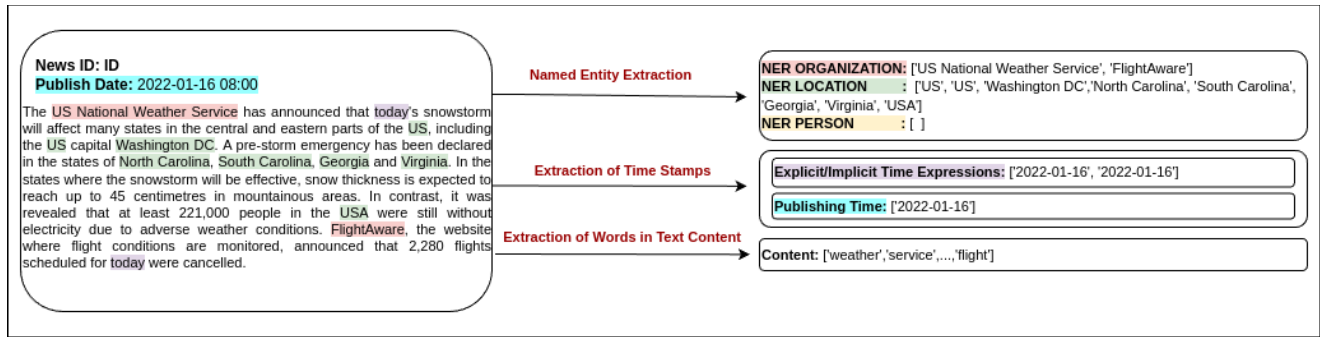 News ID: ID
Publish Date: 2022-01-16 08:00
The US National Weather Service has announced that today's snowstorm
will affect many states in the central and eastern parts of the US, including
the US capital Washington DC. A pre-storm emergency has been declared
in the states of North Carolina, South Carolina, Georgia and Virginia. In the
states where the snowstorm will be effective, snow thickness is expected to
reach up to 45 centimetres in mountainous areas. In contrast, it was
revealed that at least 221,000 people in the USA were still without
electricity due to adverse weather conditions. FlightAware, the website
where flight conditions are monitored, announced that 2,280 flights
scheduled for today were cancelled.
Named Entity Extraction
Extraction of Time Stamps
Extraction of Words in Text Content
NER ORGANIZATION: ['US National Weather Service', 'FlightAware']
NER LOCATION : ['US', 'US', 'Washington DC','North Carolina', 'South Carolina',
'Georgia', 'Virginia', 'USA']
NER PERSON : [ ]
Explicit/Implicit Time Expressions: ['2022-01-16', '2022-01-16']
Publishing Time: ['2022-01-16']
Content: ['weather','service',...,'flight']